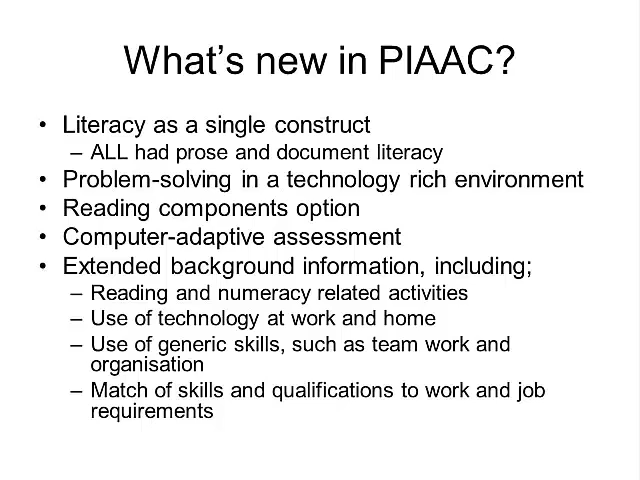 What's new in PIAAC?
• Literacy as a single construct
– ALL had prose and document literacy
• Problem-solving in a technology rich environment
• Reading components option
• Computer-adaptive assessment
• Extended background information, including;
– Reading and numeracy related activities
– Use of technology at work and home
– Use of generic skills, such as team work and
organisation
– Match of skills and qualifications to work and job
requirements